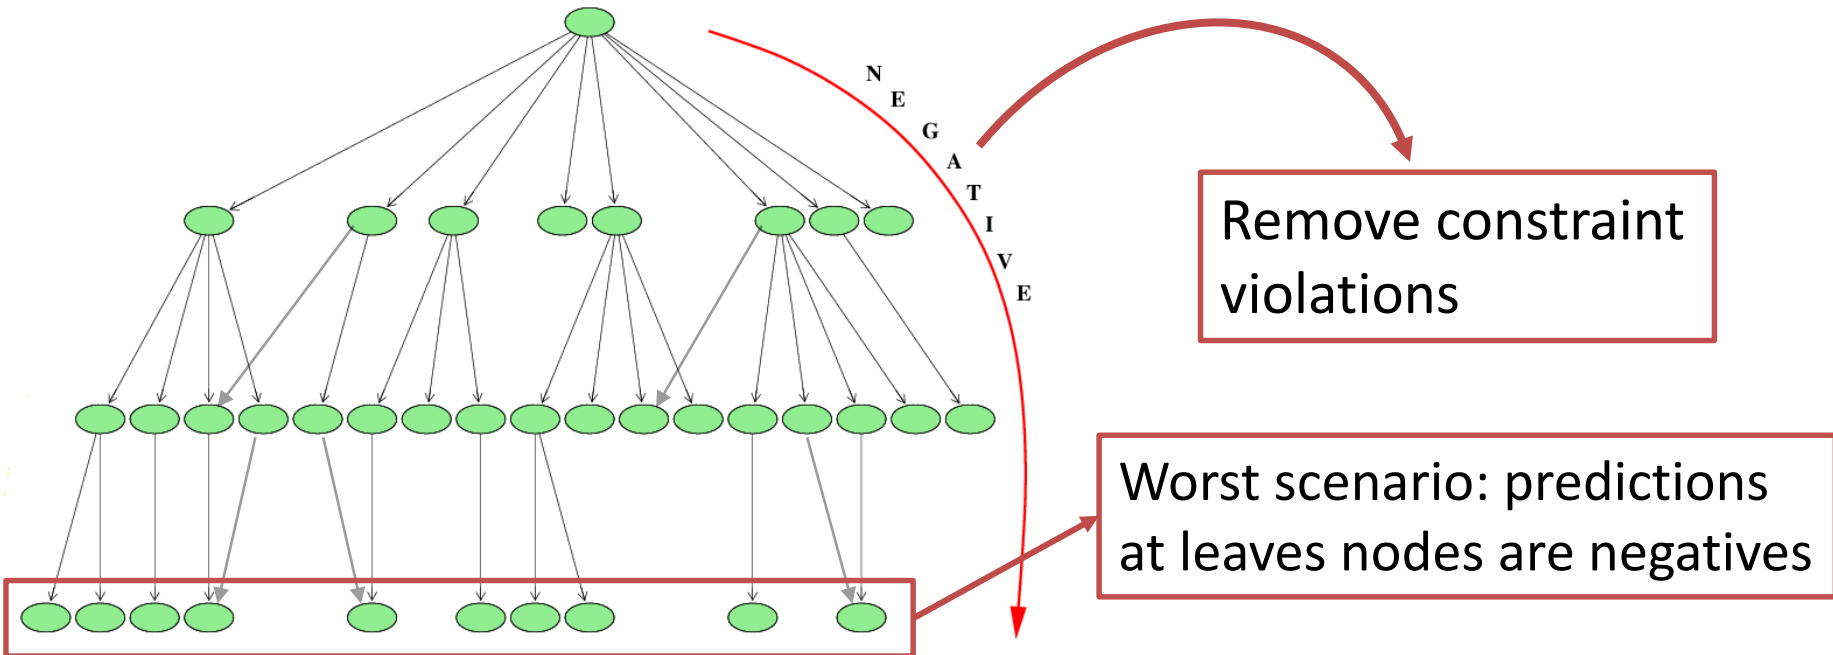 NEGATIVE
Remove constraint
violations
Worst scenario: predictions
at leaves nodes are negatives